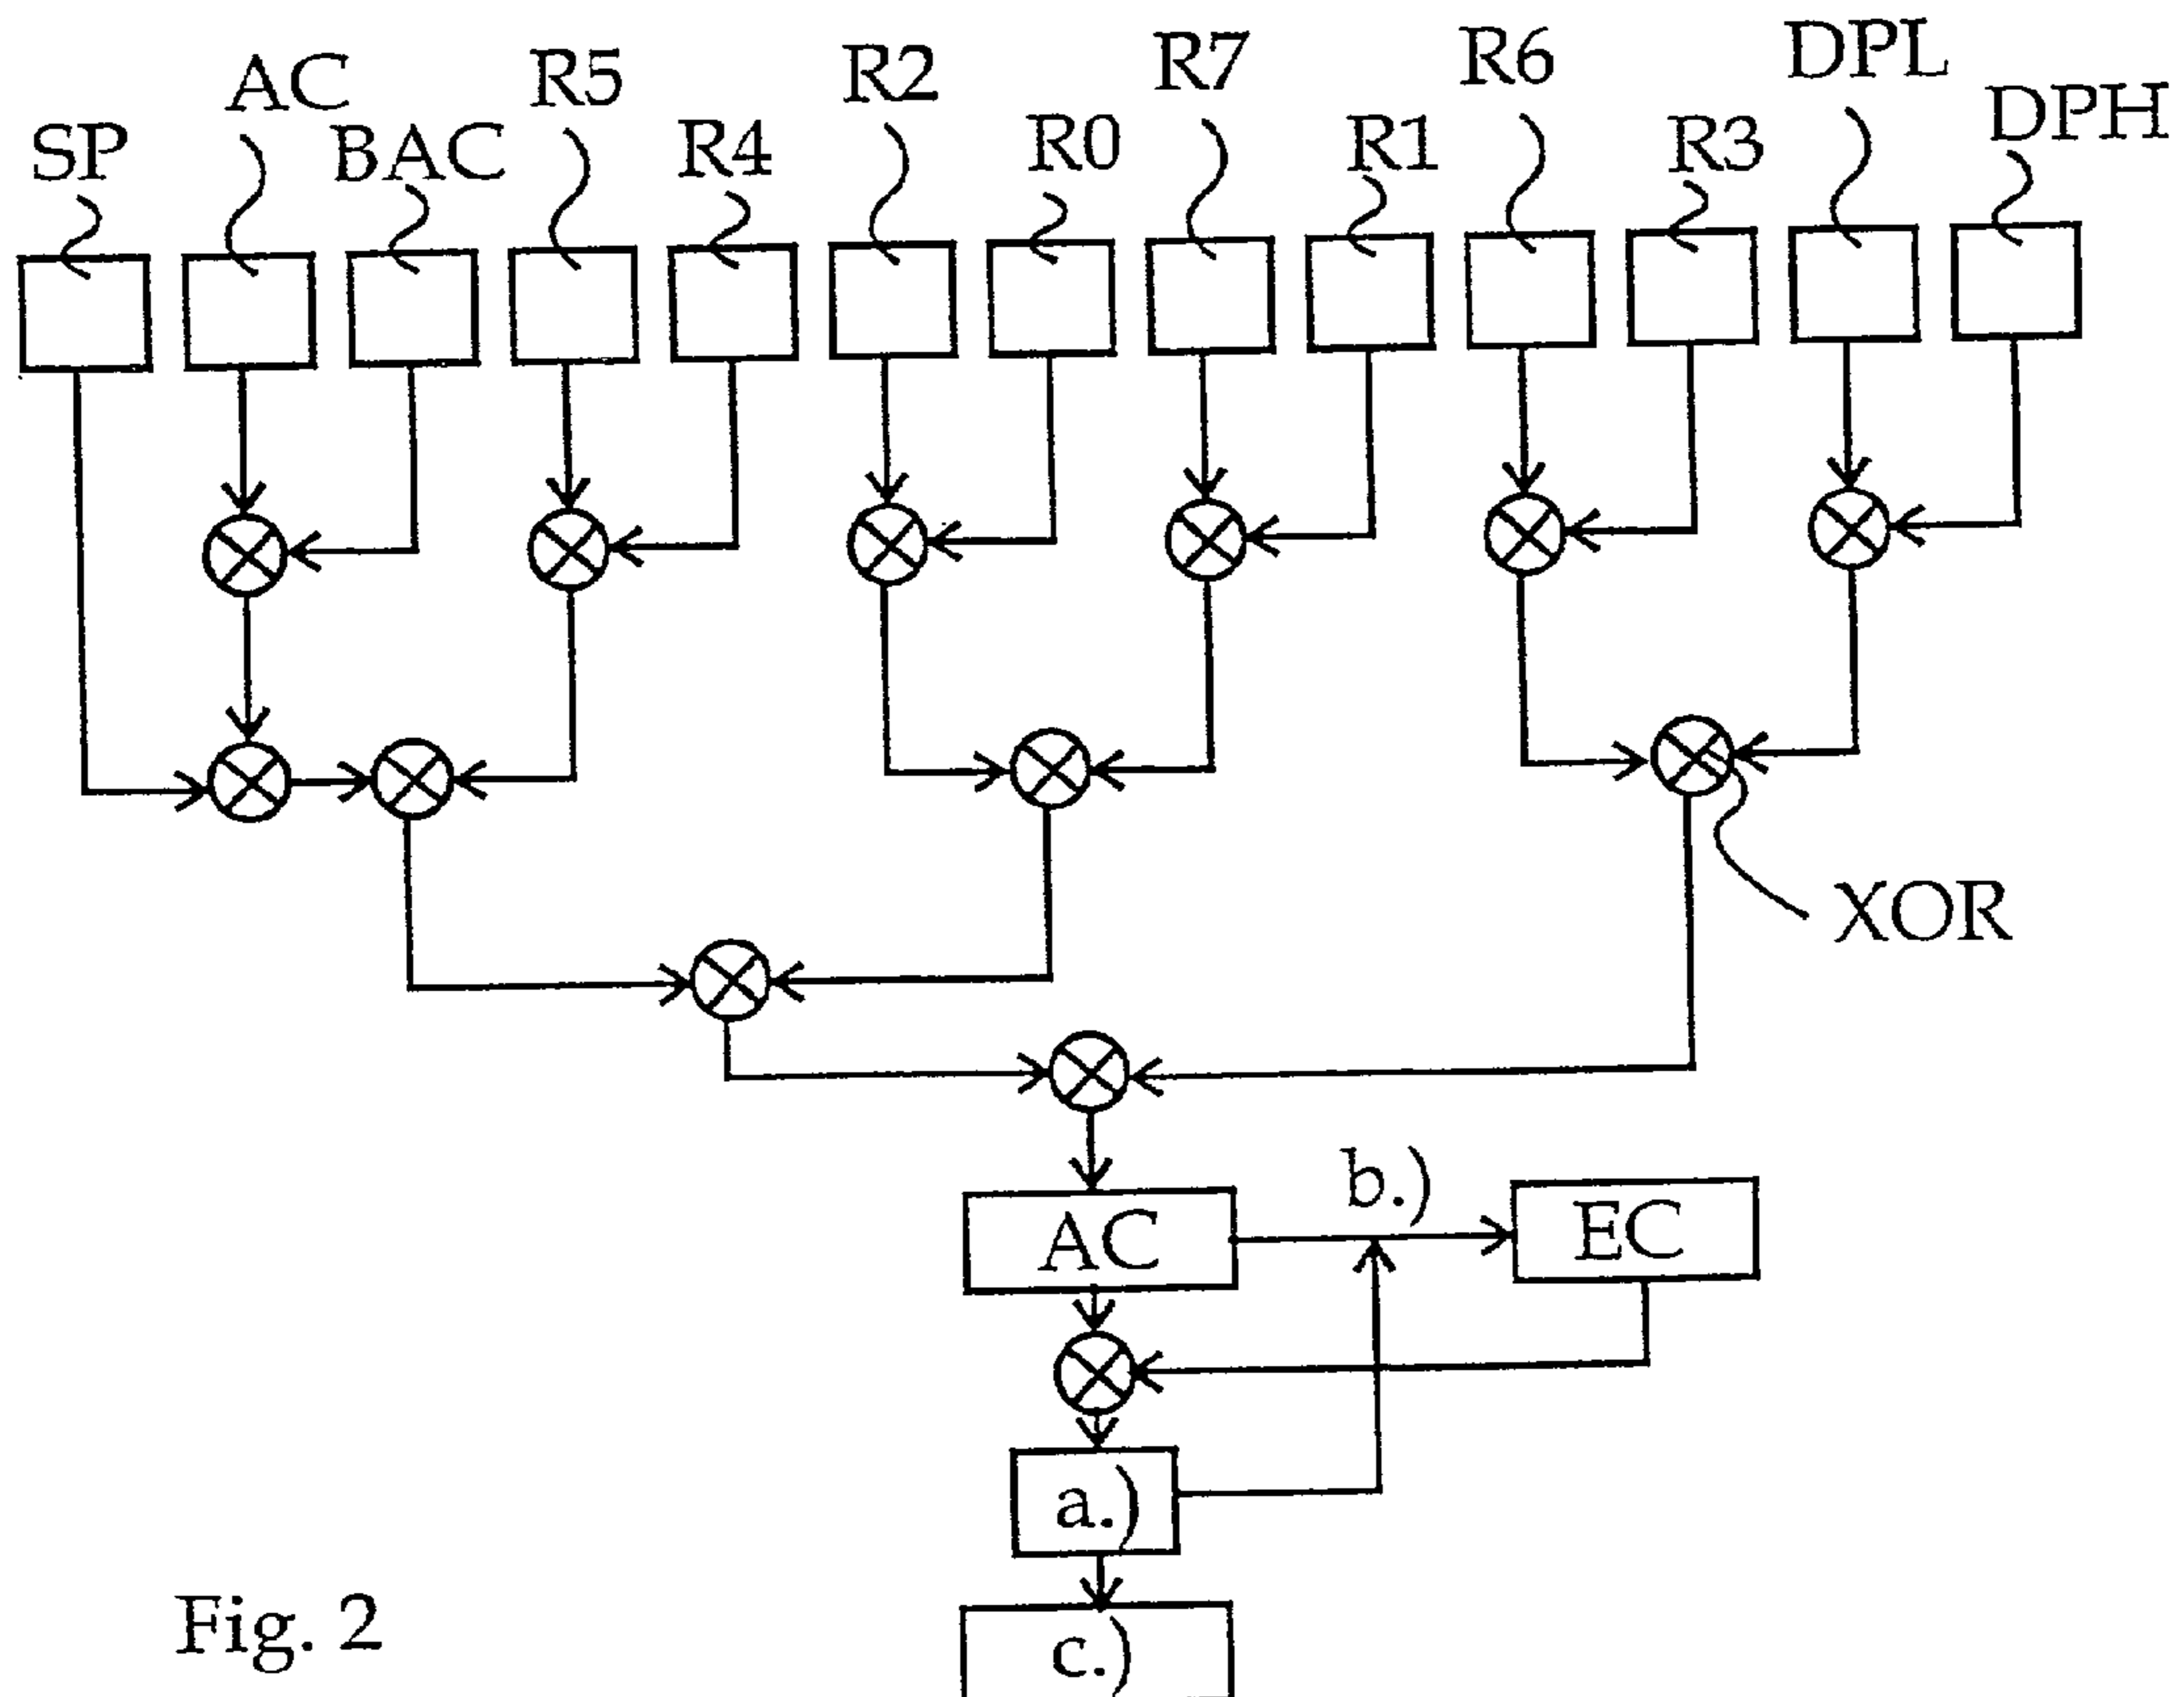 SP
AC
BAC
R5
R4
R2
R0
R7
R1
R6
R3
DPL
DPH
XOR
AC
b.)
EC
a.)
c.)
Fig. 2